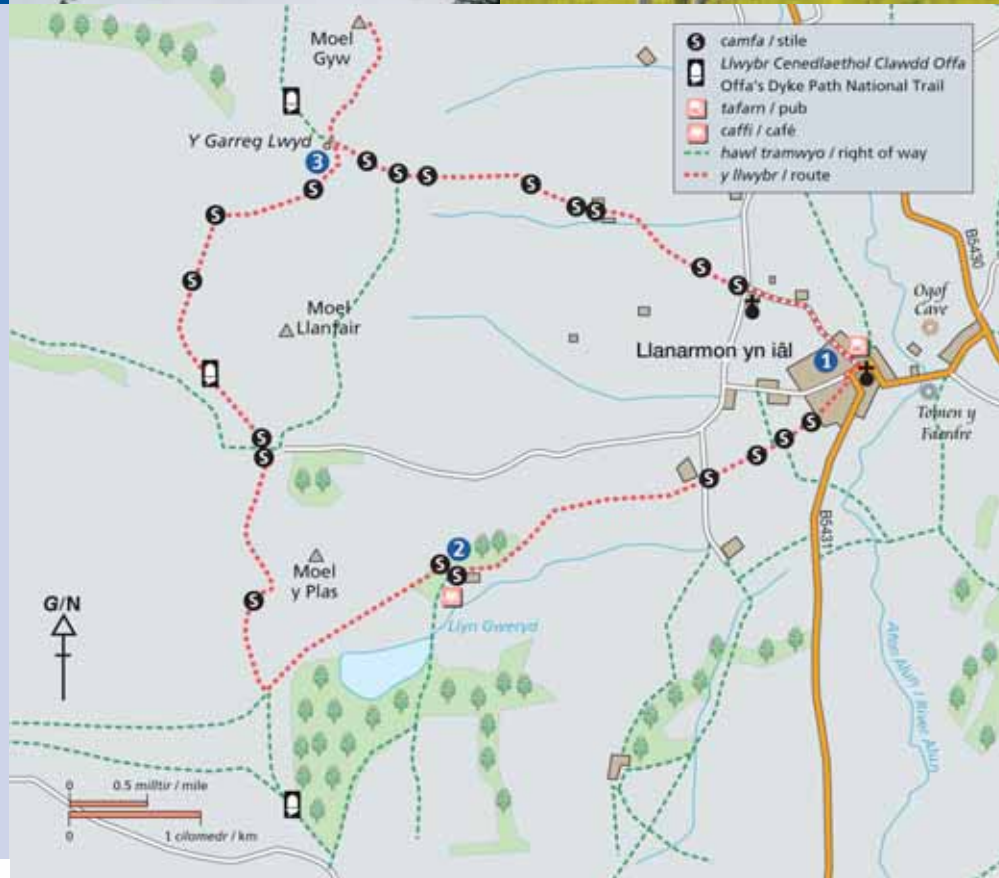 Moel
Gyw
S camfa / stile
Llwybr Cenedlaethol Clawdd Offa
Offa's Dyke Path National Trail
tafarn / pub
caffi / café
hawl tramwyo / right of way
y llwybr / route
Y Garreg Lwyd
3
S
S
S
S
S
S
S
S
S
S
S
S
B5430
Ogof
Cave
Moel
Llanfair
Llanarmon yn iâl
1
Tomen y
Faerdre
S
S
S
S
S
S
2
S
S
B5431
Moel
y Plas
S
G/N
Llyn Gweryd
Afon Alun / River Alun
0 0.5 milltir / mile
0 1 cilomedr / km